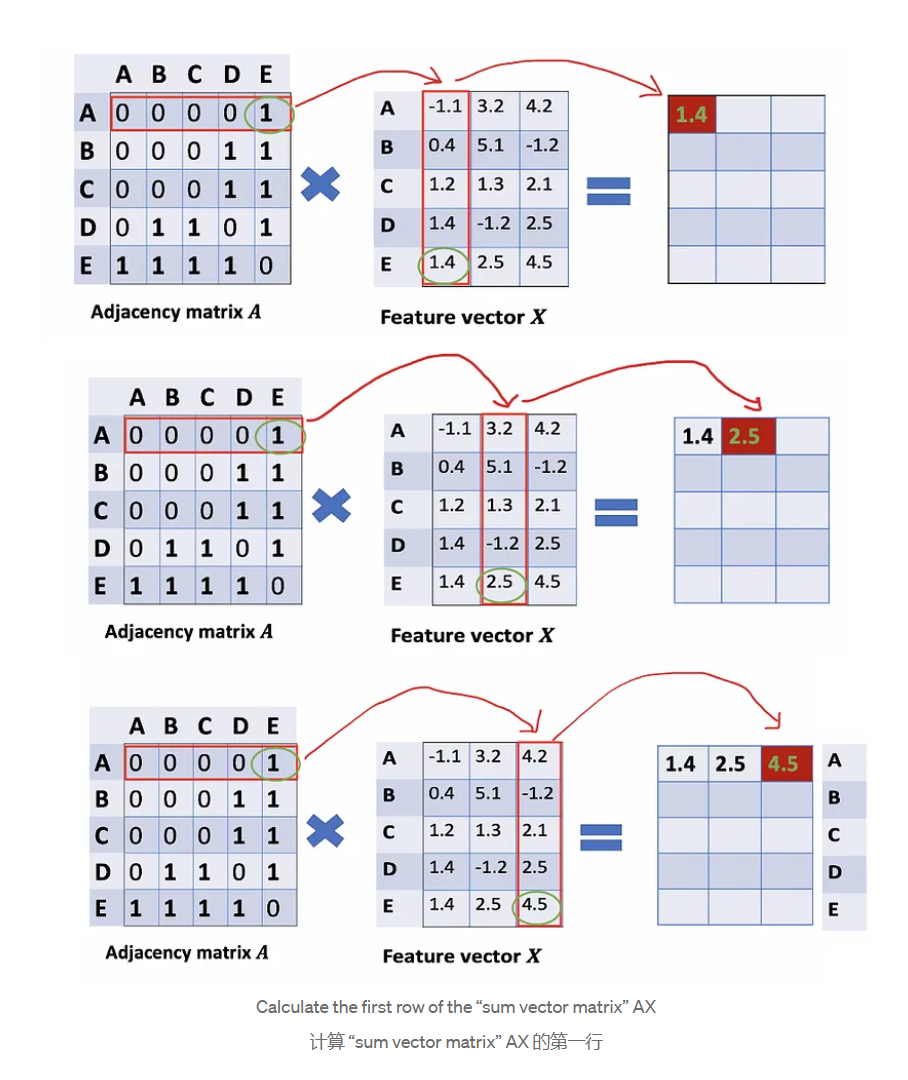 A B C D E
A 0 0 0 0 1 A -1.1 3.2 4.2 1.4
B 0 0 0 1 1 B 0.4 5.1 -1.2
C 0 0 0 1 1 C 1.2 1.3 2.1
D 0 1 1 0 1 D 1.4 -1.2 2.5
E 1 1 1 1 0 E 1.4 2.5 4.5
Adjacency matrix A Feature vector X
A B C D E
A 0 0 0 0 1 A -1.1 3.2 4.2 1.4 2.5
B 0 0 0 1 1 B 0.4 5.1 -1.2
C 0 0 0 1 1 C 1.2 1.3 2.1
D 0 1 1 0 1 D 1.4 -1.2 2.5
E 1 1 1 1 0 E 1.4 2.5 4.5
Adjacency matrix A Feature vector X
A B C D E
A 0 0 0 0 1 A -1.1 3.2 4.2 1.4 2.5 4.5 A
B 0 0 0 1 1 B 0.4 5.1 -1.2 B
C 0 0 0 1 1 C 1.2 1.3 2.1 C
D 0 1 1 0 1 D 1.4 -1.2 2.5 D
E 1 1 1 1 0 E 1.4 2.5 4.5 E
Adjacency matrix A Feature vector X
Calculate the first row of the “sum vector matrix” AX
计算 “sum vector matrix” AX 的第一行